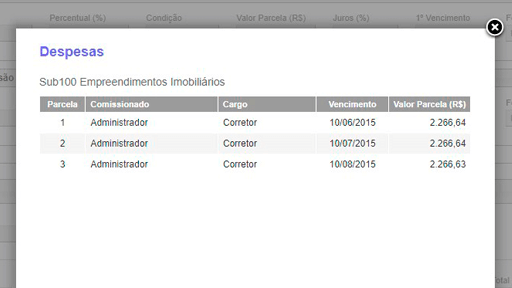 Percentual (%) Condição Valor Parcela (R$) Juros (%) 1º Vencimento
Despesas
Sub100 Empreendimentos Imobiliários
Parcela Comissionado Cargo Vencimento Valor Parcela (R$)
1 Administrador Corretor 10/06/2015 2.266,64
2 Administrador Corretor 10/07/2015 2.266,64
3 Administrador Corretor 10/08/2015 2.266,63